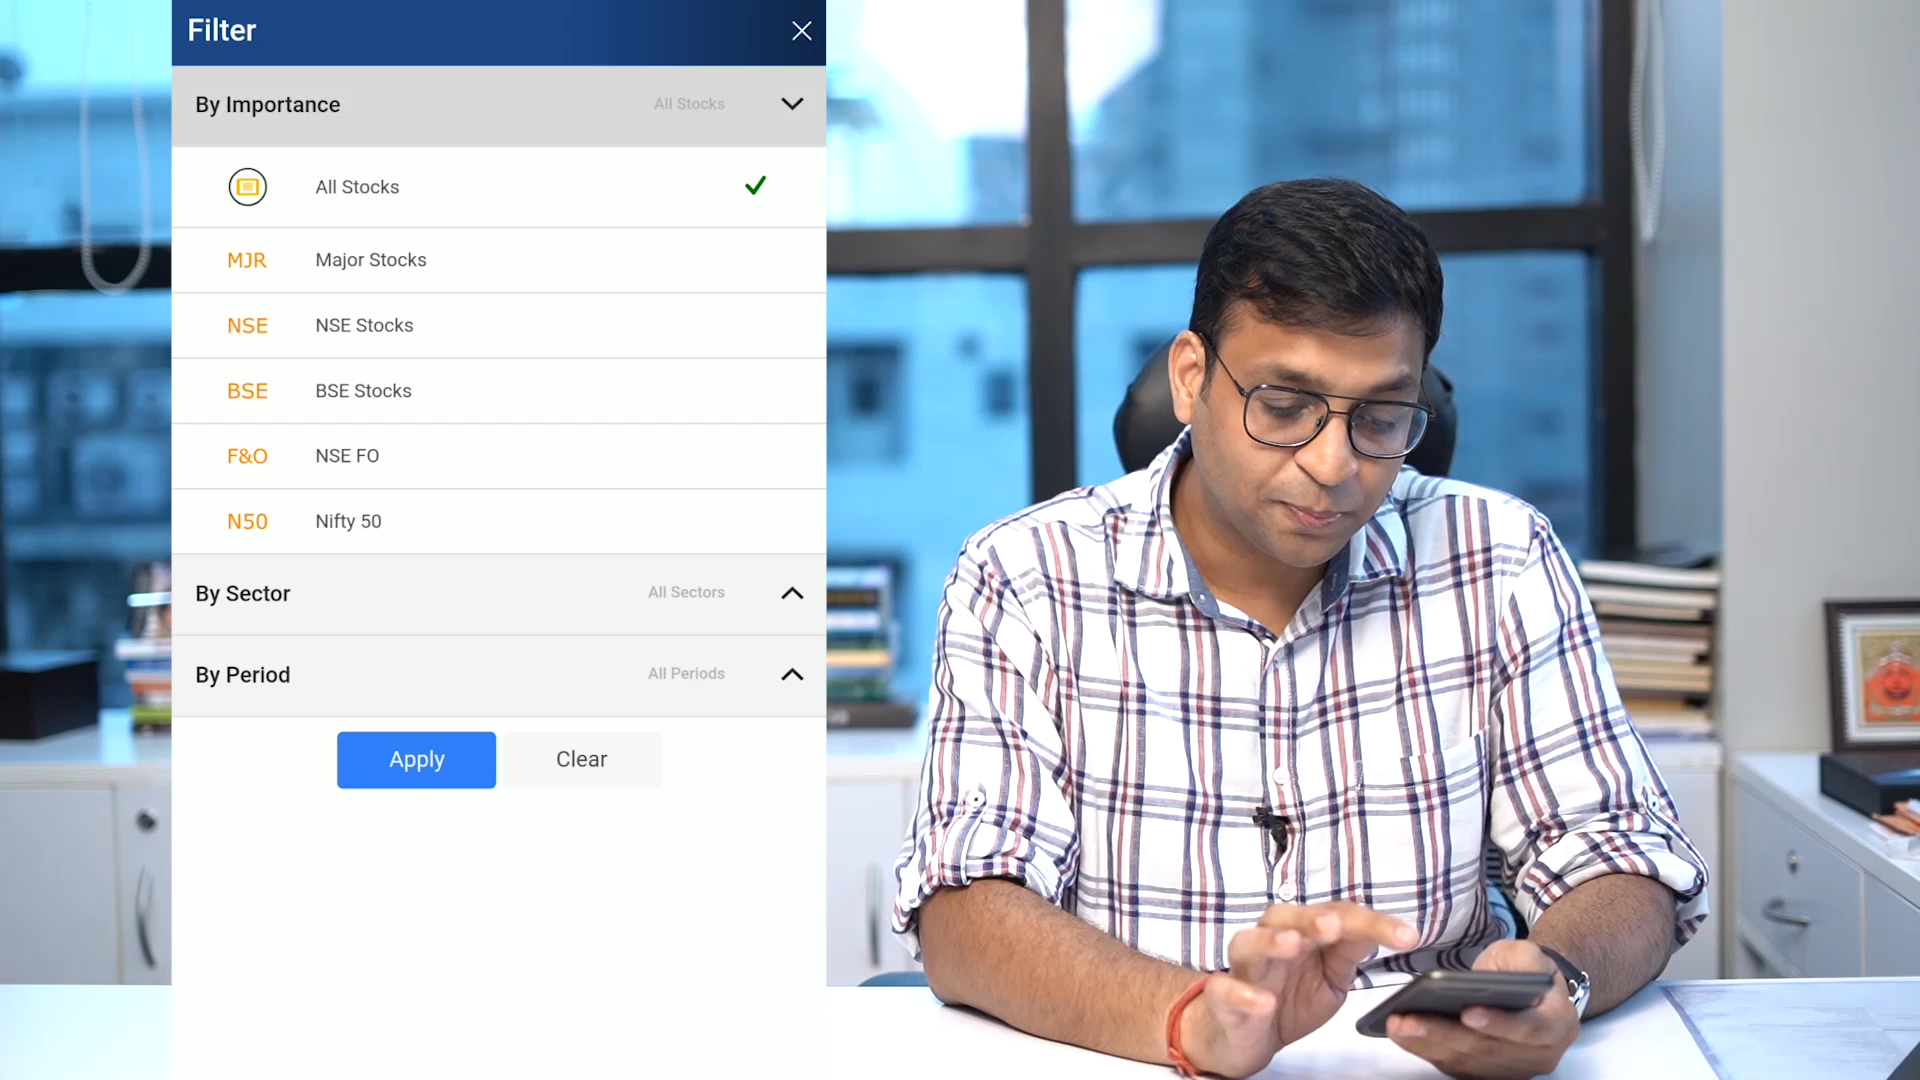 Filter
By Importance All Stocks
All Stocks
MJR Major Stocks
NSE NSE Stocks
BSE BSE Stocks
F&O NSE FO
N50 Nifty 50
By Sector All Sectors
By Period All Periods
Apply Clear